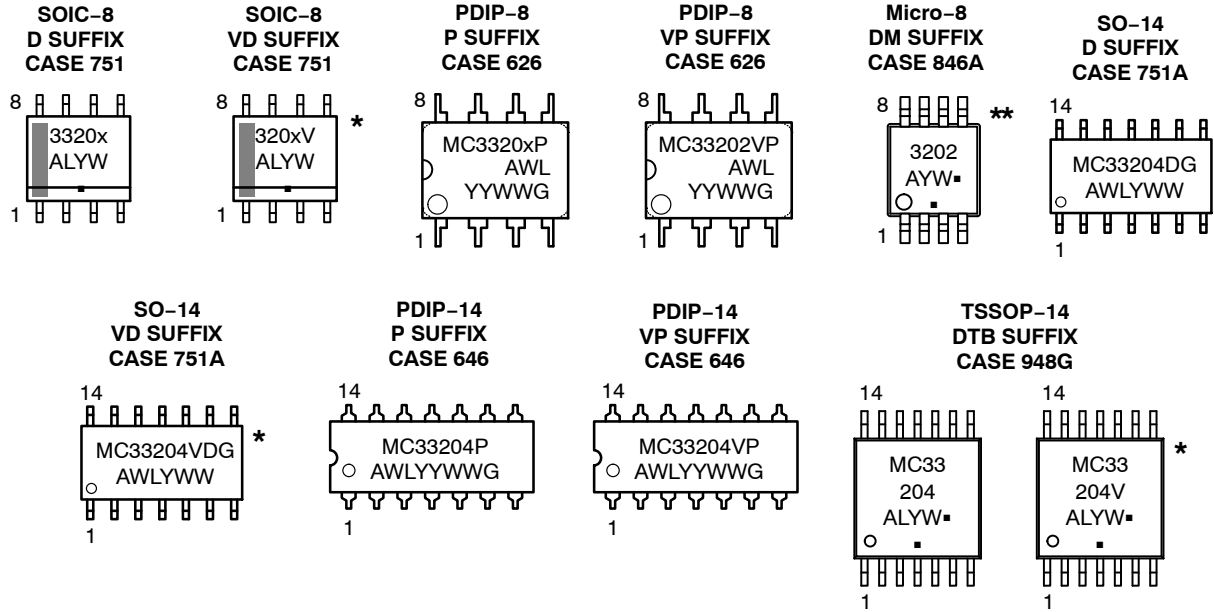 SOIC−8
D SUFFIX
CASE 751
8
3320x
ALYW
1
SOIC−8
VD SUFFIX
CASE 751
8
320xV
ALYW
*
1
PDIP−8
P SUFFIX
CASE 626
8
MC3320xP
AWL
YYWWG
1
PDIP−8
VP SUFFIX
CASE 626
8
MC33202VP
AWL
YYWWG
1
Micro−8
DM SUFFIX
CASE 846A
8
**
3202
AYW▪
▪
1
SO−14
D SUFFIX
CASE 751A
14
MC33204DG
AWLYWW
1
SO−14
VD SUFFIX
CASE 751A
14
*
MC33204VDG
AWLYWW
1
PDIP−14
P SUFFIX
CASE 646
14
MC33204P
AWLYYWWG
1
PDIP−14
VP SUFFIX
CASE 646
14
MC33204VP
AWLYYWWG
1
TSSOP−14
DTB SUFFIX
CASE 948G
14
MC33
204
ALYW▪
▪
1
14
*
MC33
204V
ALYW▪
▪
1